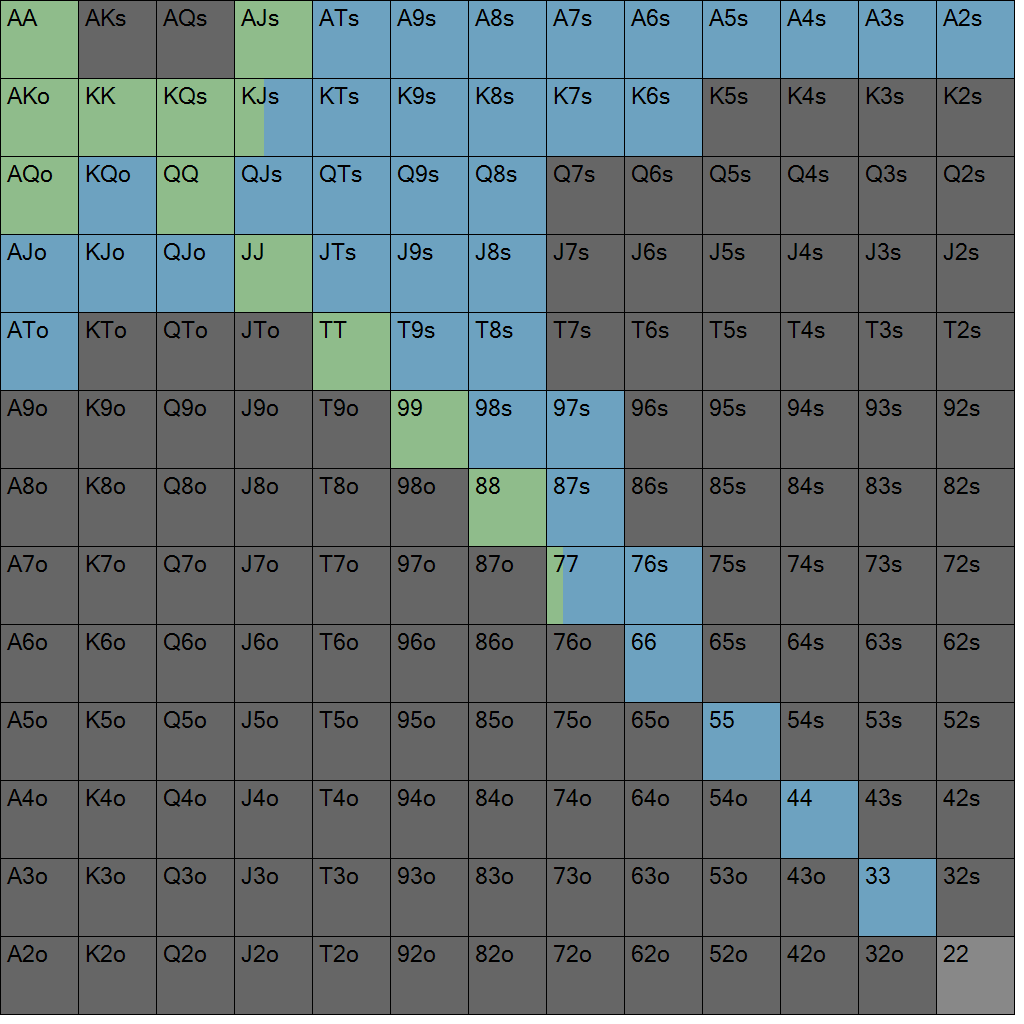 AA AKs AQs AJs ATs A9s A8s A7s A6s A5s A4s A3s A2s
AKo KK KQs KJs KTs K9s K8s K7s K6s K5s K4s K3s K2s
AQo KQo QQ QJs QTs Q9s Q8s Q7s Q6s Q5s Q4s Q3s Q2s
AJo KJo QJo JJ JTs J9s J8s J7s J6s J5s J4s J3s J2s
ATo KTo QTo JTo TT T9s T8s T7s T6s T5s T4s T3s T2s
A9o K9o Q9o J9o T9o 99 98s 97s 96s 95s 94s 93s 92s
A8o K8o Q8o J8o T8o 98o 88 87s 86s 85s 84s 83s 82s
A7o K7o Q7o J7o T7o 97o 87o 77 76s 75s 74s 73s 72s
A6o K6o Q6o J6o T6o 96o 86o 76o 66 65s 64s 63s 62s
A5o K5o Q5o J5o T5o 95o 85o 75o 65o 55 54s 53s 52s
A4o K4o Q4o J4o T4o 94o 84o 74o 64o 54o 44 43s 42s
A3o K3o Q3o J3o T3o 93o 83o 73o 63o 53o 43o 33 32s
A2o K2o Q2o J2o T2o 92o 82o 72o 62o 52o 42o 32o 22